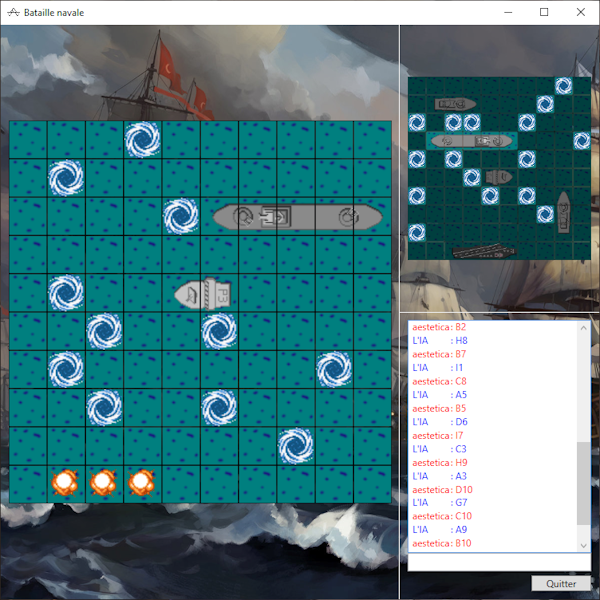 Bataille navale
P3
aestetica : B2
L'IA : H8
aestetica : B7
L'IA : I1
aestetica : C8
L'IA : A5
aestetica : B5
L'IA : D6
aestetica : I7
L'IA : C3
aestetica : H9
L'IA : A3
aestetica : D10
L'IA : G7
aestetica : C10
L'IA : A9
aestetica : B10
Quitter